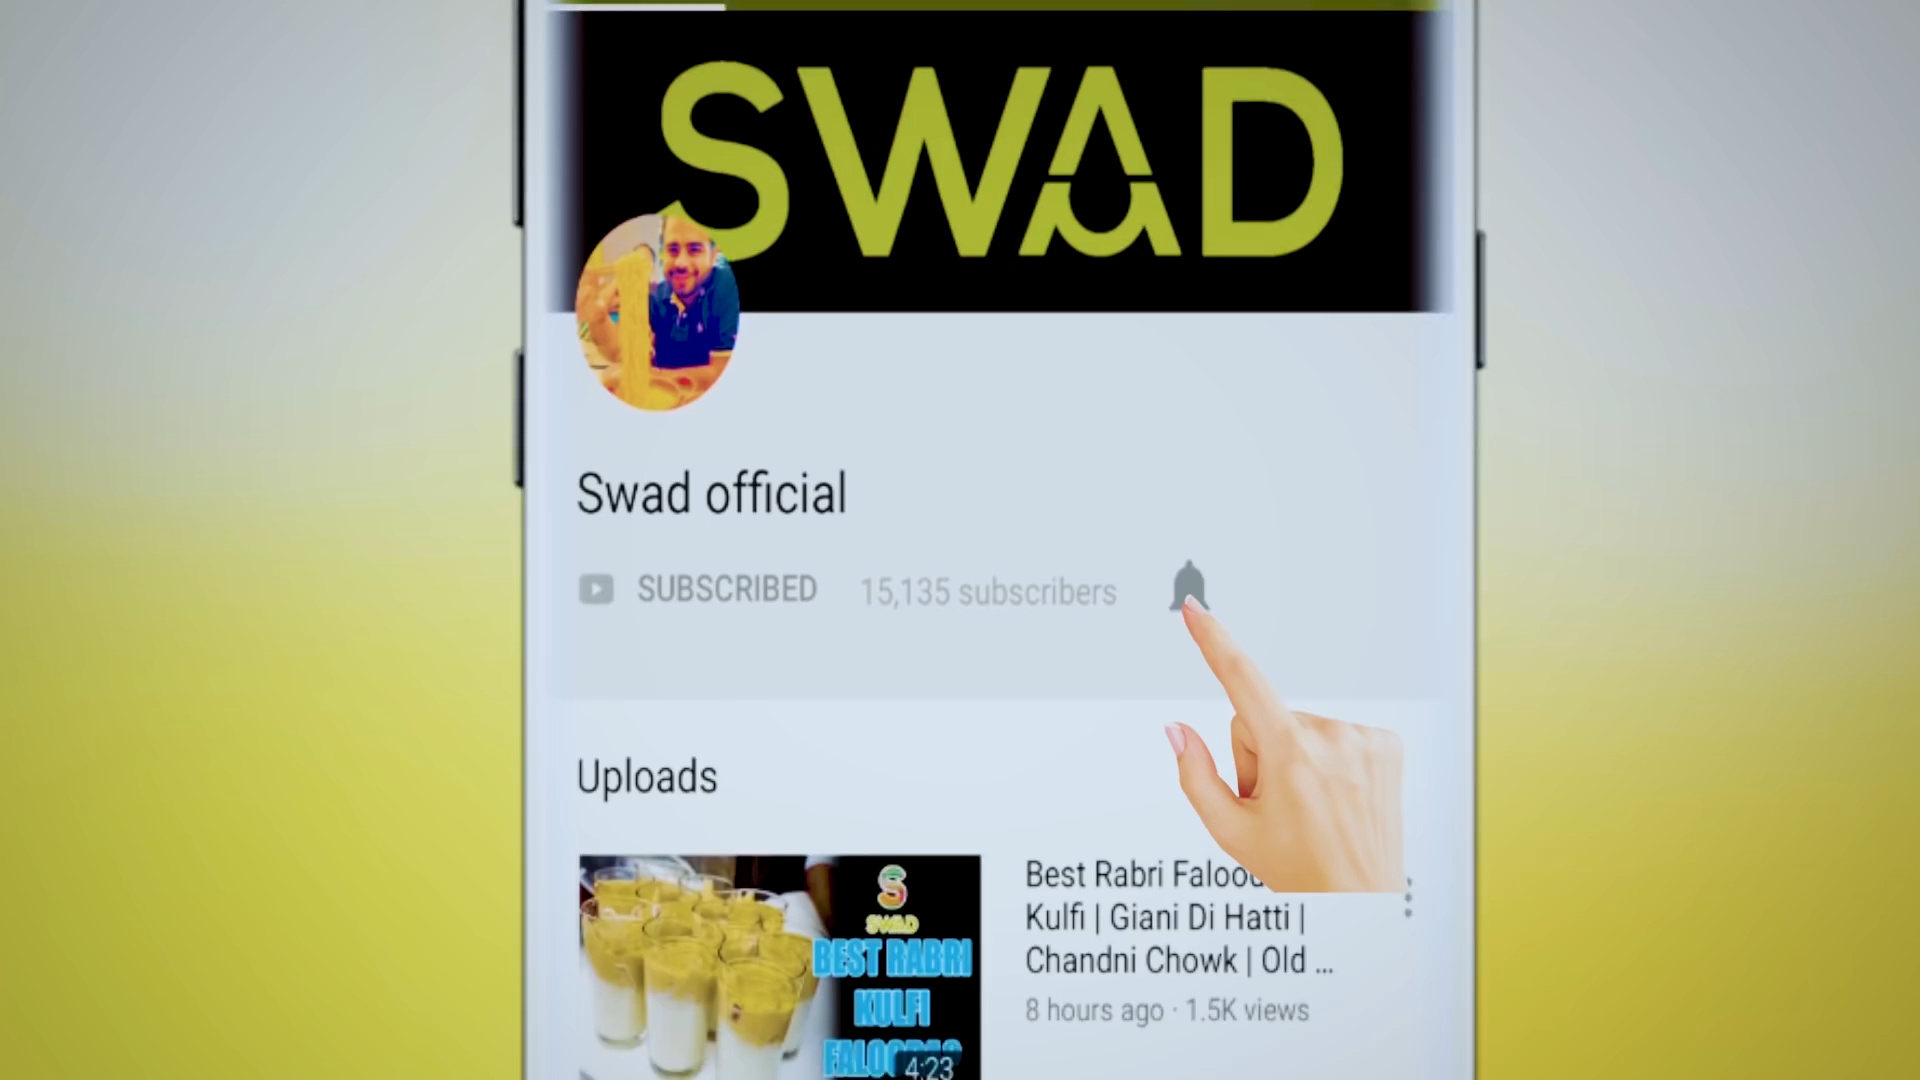 SWAD
Swad official
SUBSCRIBED 15,135 subscribers
Uploads
S
SWAD
BEST RABRI
KULFI
4:23
Best Rabri
Kulfi | Giani Di Hatti |
Chandni Chowk | Old ...
8 hours ago · 1.5K views